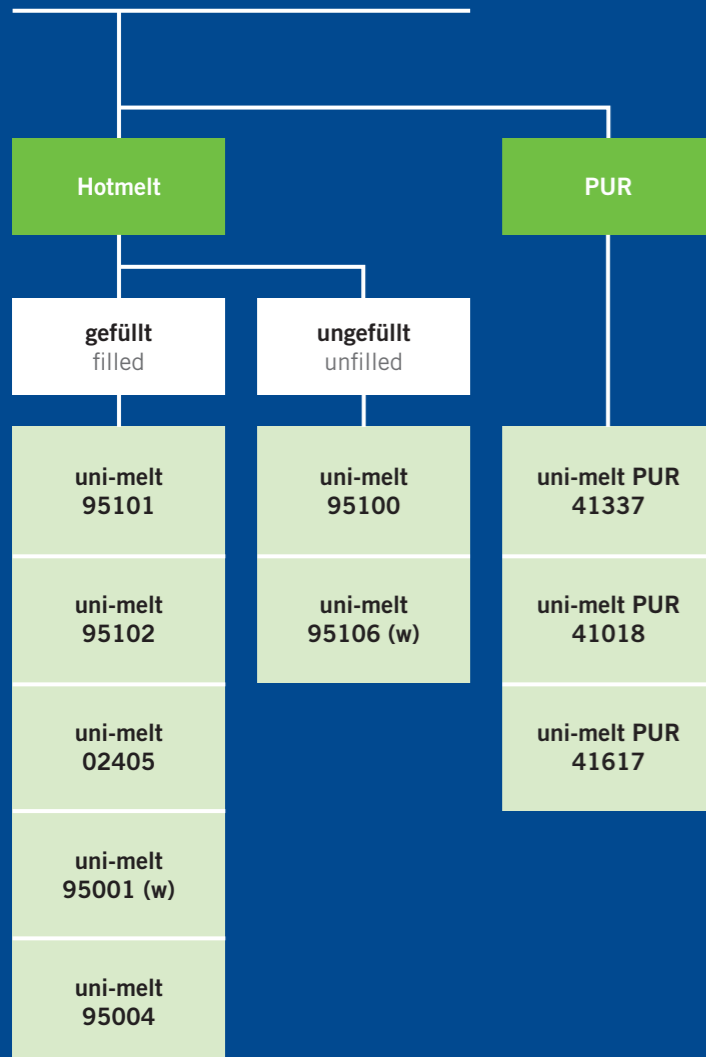 Hotmelt
PUR
gefüllt
filled
ungefüllt
unfilled
uni-melt
95101
uni-melt
95102
uni-melt
02405
uni-melt
95001 (w)
uni-melt
95004
uni-melt
95100
uni-melt
95106 (w)
uni-melt PUR
41337
uni-melt PUR
41018
uni-melt PUR
41617